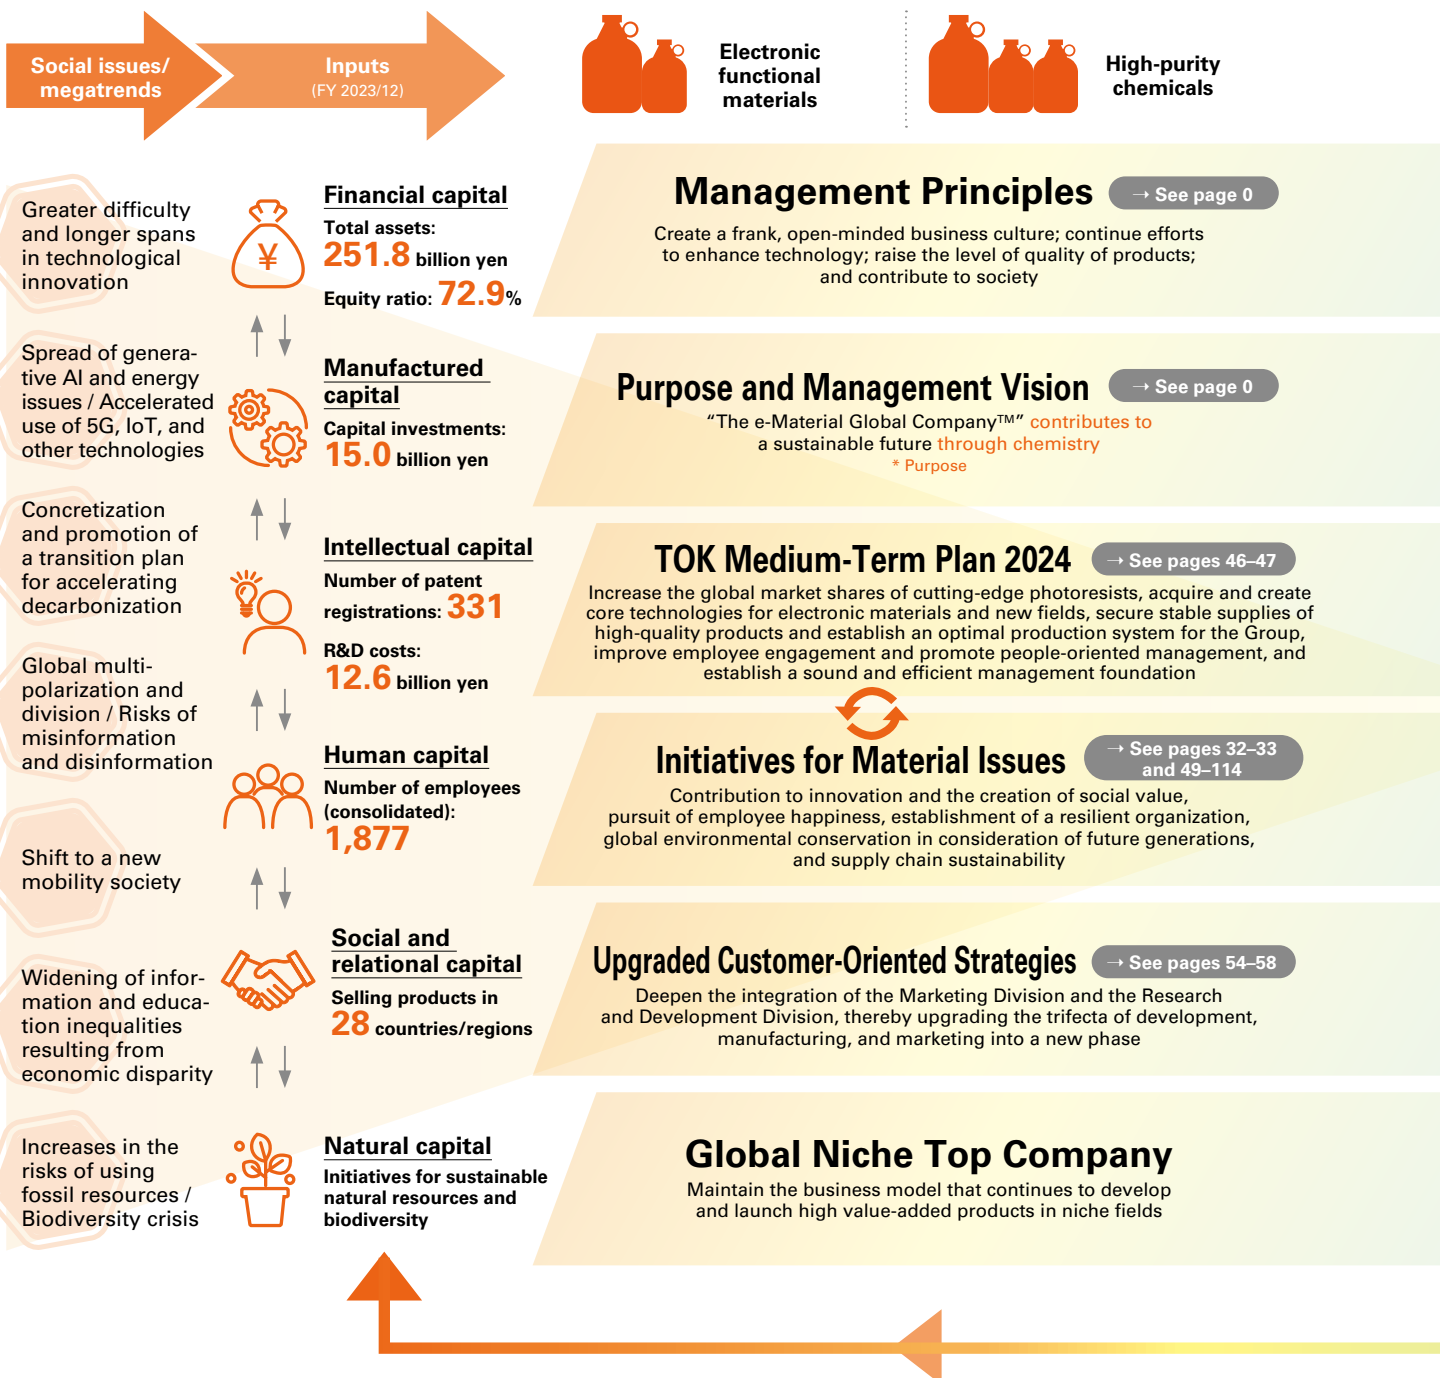 Social issues/
megatrends
Inputs
(FY 2023/12)
Electronic
functional
materials
High-purity
chemicals
Greater difficulty
and longer spans
in technological
innovation
Spread of genera-
tive AI and energy
issues / Accelerated
use of 5G, IoT, and
other technologies
Concretization
and promotion of
a transition plan
for accelerating
decarbonization
Global multi-
polarization and
division / Risks of
misinformation
and disinformation
Shift to a new
mobility society
Widening of infor-
mation and educa-
tion inequalities
resulting from
economic disparity
Increases in the
risks of using
fossil resources /
Biodiversity crisis
¥
Financial capital
Total assets:
251.8 billion yen
Equity ratio: 72.9%
Manufactured
capital
Capital investments:
15.0 billion yen
Intellectual capital
Number of patent
registrations: 331
R&D costs:
12.6 billion yen
Human capital
Number of employees
(consolidated):
1,877
Social and
relational capital
Selling products in
28 countries/regions
Natural capital
Initiatives for sustainable
natural resources and
biodiversity
Management Principles → See page 0
Create a frank, open-minded business culture; continue efforts
to enhance technology; raise the level of quality of products;
and contribute to society
Purpose and Management Vision → See page 0
“The e-Material Global Company™” contributes to
a sustainable future through chemistry
* Purpose
TOK Medium-Term Plan 2024 → See pages 46–47
Increase the global market shares of cutting-edge photoresists, acquire and create
core technologies for electronic materials and new fields, secure stable supplies of
high-quality products and establish an optimal production system for the Group,
improve employee engagement and promote people-oriented management, and
establish a sound and efficient management foundation
Initiatives for Material Issues → See pages 32–33
and 49–114
Contribution to innovation and the creation of social value,
pursuit of employee happiness, establishment of a resilient organization,
global environmental conservation in consideration of future generations,
and supply chain sustainability
Upgraded Customer-Oriented Strategies → See pages 54–58
Deepen the integration of the Marketing Division and the Research
and Development Division, thereby upgrading the trifecta of development,
manufacturing, and marketing into a new phase
Global Niche Top Company
Maintain the business model that continues to develop
and launch high value-added products in niche fields